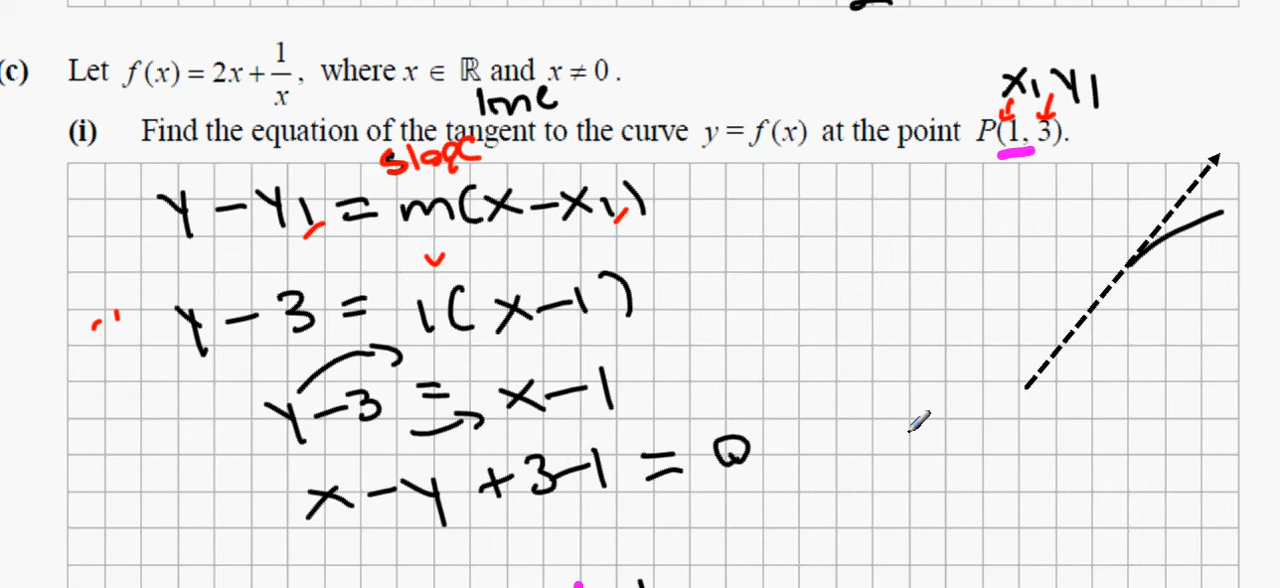 (c) Let f(x) = 2x + 1/x, where x ∈ ℝ and x ≠ 0.
line
x₁ y₁
(i) Find the equation of the tangent to the curve y = f(x) at the point P(1, 3).
slope
y − y₁ = m(x − x₁)
y − 3 = 1(x − 1)
y − 3 = x − 1
x − y + 3 − 1 = 0